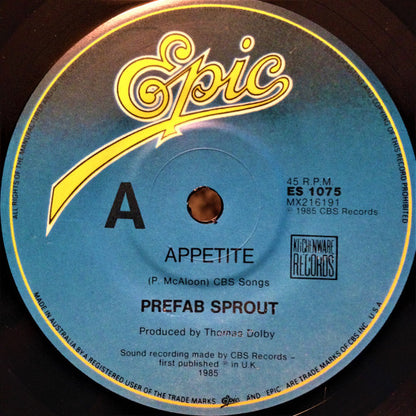 Epic
A
45 R.P.M.
ES 1075
MX216191
℗ 1985 CBS Records
KITCHENWARE
RECORDS
APPETITE
(P. McAloon) CBS Songs
PREFAB SPROUT
Produced by Thomas Dolby
Sound recording made by CBS Records –
first published ℗ in U.K.
1985
ALL RIGHTS OF THE
OF THIS RECORD PROHIBITED
MADE IN AUSTRALIA BY A REGISTERED USER OF THE TRADE MARKS Epic AND EPIC ARE TRADE MARKS OF CBS INC. U.S.A.